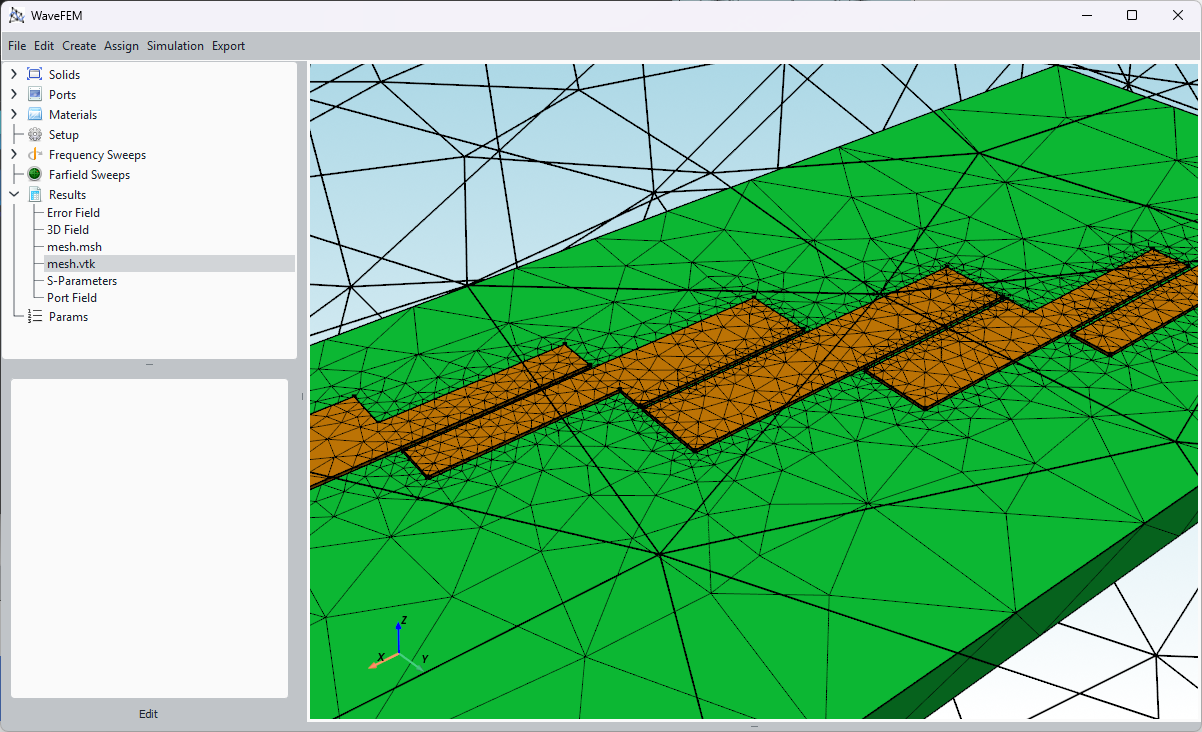 WaveFEM
File Edit Create Assign Simulation Export
Solids
Ports
Materials
Setup
Frequency Sweeps
Farfield Sweeps
Results
Error Field
3D Field
mesh.msh
mesh.vtk
S-Parameters
Port Field
Params
Z
X
Y
Edit